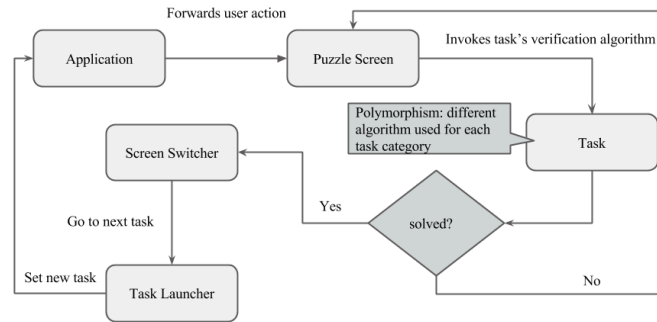 Forwards user action
Application
Puzzle Screen
Invokes task's verification algorithm
Polymorphism: different
algorithm used for each
task category
Task
Screen Switcher
Yes
solved?
Go to next task
Set new task
Task Launcher
No